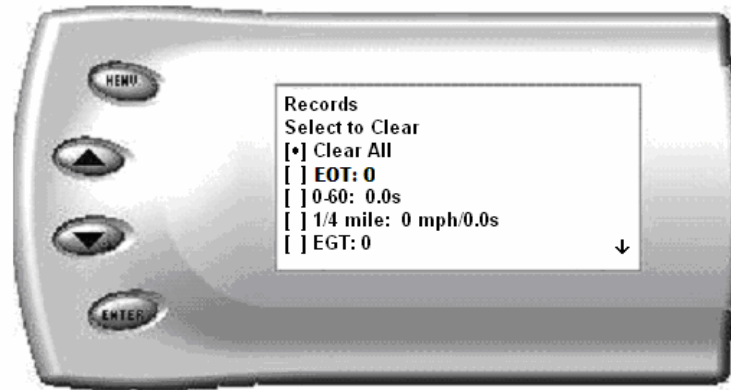 MENU
Records
Select to Clear
[•] Clear All
[ ] EOT: 0
[ ] 0-60: 0.0s
[ ] 1/4 mile: 0 mph/0.0s
[ ] EGT: 0 ↓
ENTER